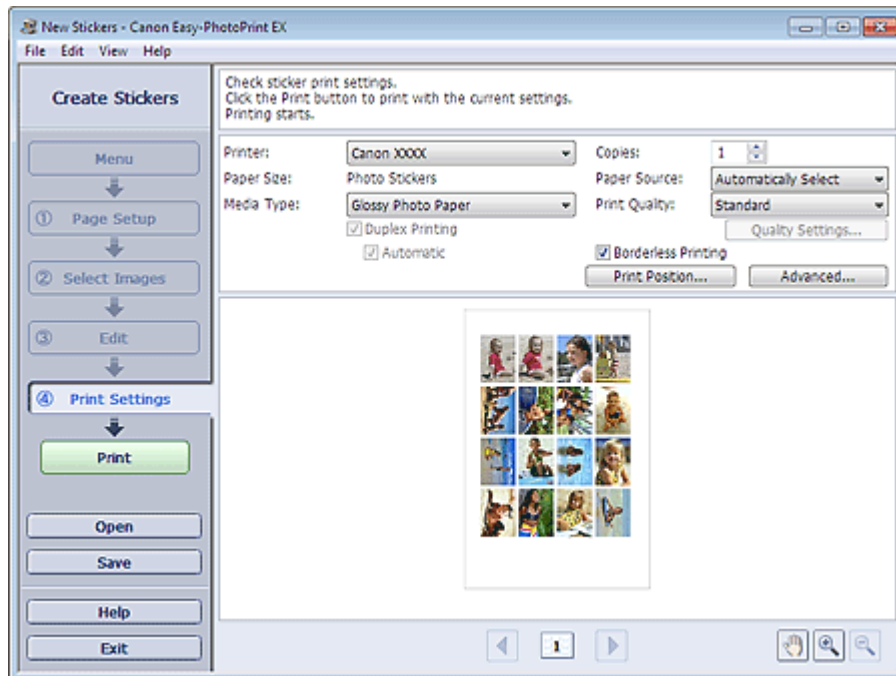 New Stickers - Canon Easy-PhotoPrint EX
File Edit View Help
Create Stickers
Check sticker print settings.
Click the Print button to print with the current settings.
Printing starts.
Menu
① Page Setup
② Select Images
③ Edit
④ Print Settings
Print
Open
Save
Help
Exit
Printer: Canon XXXX Copies: 1
Paper Size: Photo Stickers Paper Source: Automatically Select
Media Type: Glossy Photo Paper Print Quality: Standard
Duplex Printing Quality Settings...
Automatic Borderless Printing
Print Position... Advanced...
1